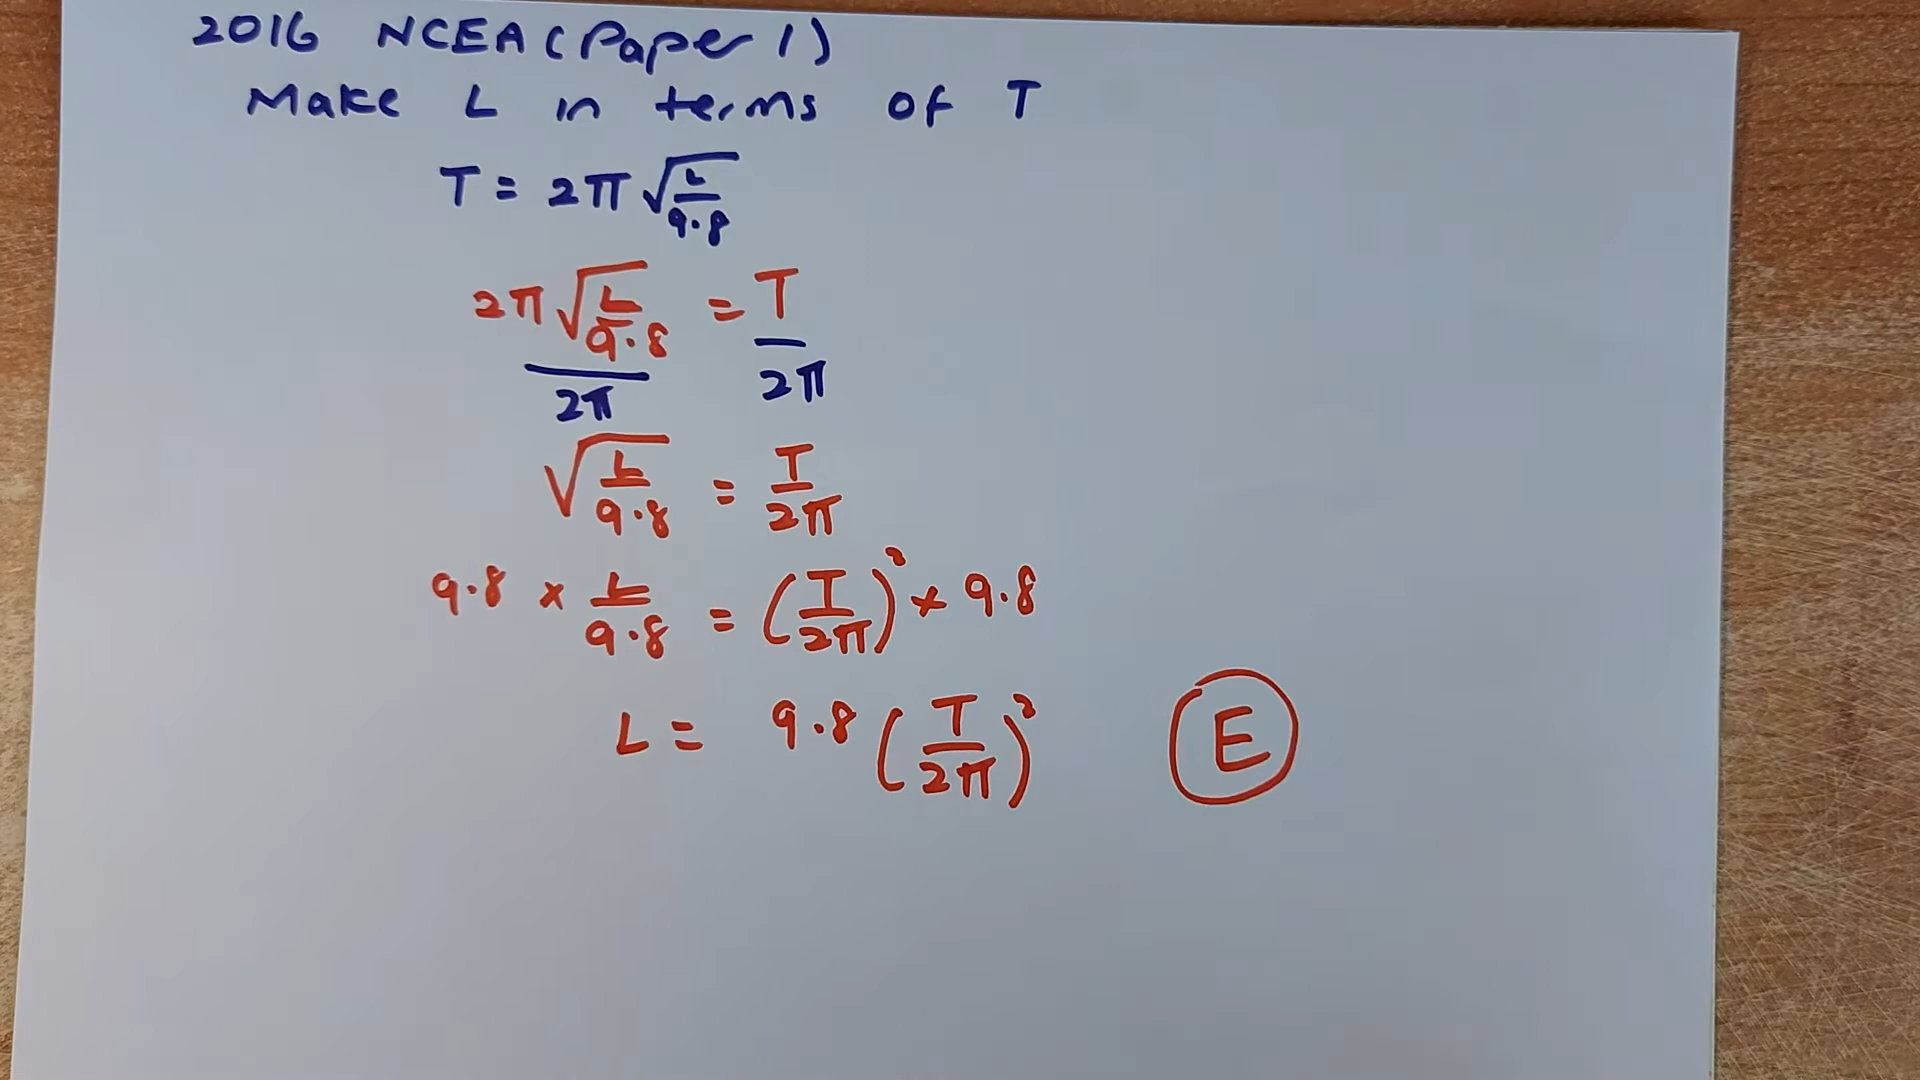 2016 NCEA (Paper 1)
Make L in terms of T
T = 2π √(L/9.8)
2π √(L/9.8) / 2π = T / 2π
√(L/9.8) = T/2π
9.8 × L/9.8 = (T/2π)² × 9.8
L = 9.8 (T/2π)² E